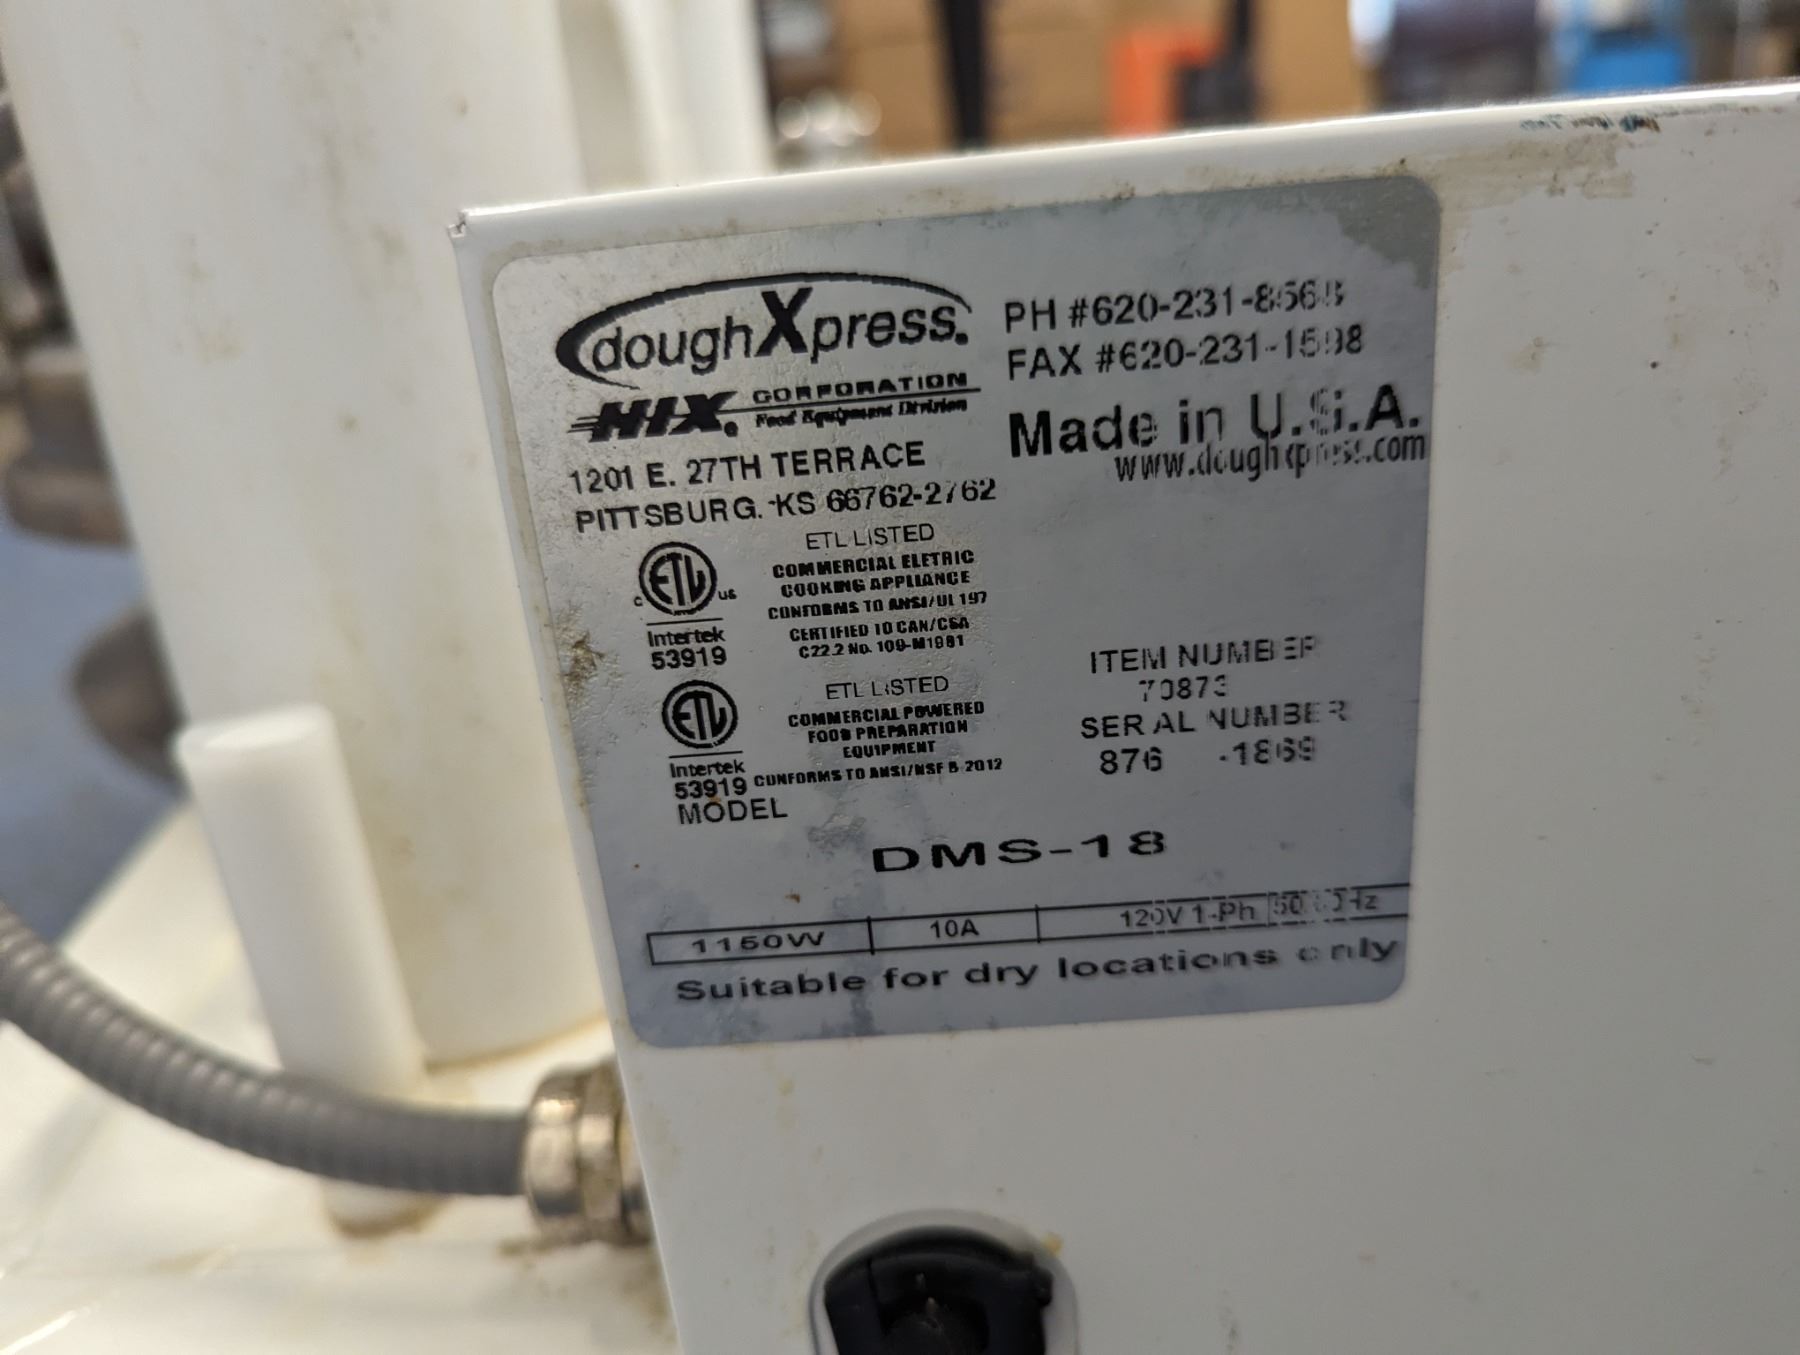 doughXpress.
HIX. CORPORATION
Food Equipment Division
1201 E. 27TH TERRACE
PITTSBURG. KS 66762-2762
PH #620-231-8568
FAX #620-231-1598
Made in U.S.A.
www.doughxpress.com
ETL LISTED
COMMERCIAL ELETRIC
COOKING APPLIANCE
CONFORMS TO ANSI/UL 197
CERTIFIED TO CAN/CSA
C22.2 No. 109-M1981
C ETL US
Intertek
53919
ETL LISTED
COMMERCIAL POWERED
FOOD PREPARATION
EQUIPMENT
CONFORMS TO ANSI/NSF 8-2012
ETL
Intertek
53919
ITEM NUMBER
70873
SERIAL NUMBER
876 -1869
MODEL
DMS-18
1150W 10A 120V 1-Ph
Suitable for dry locations only